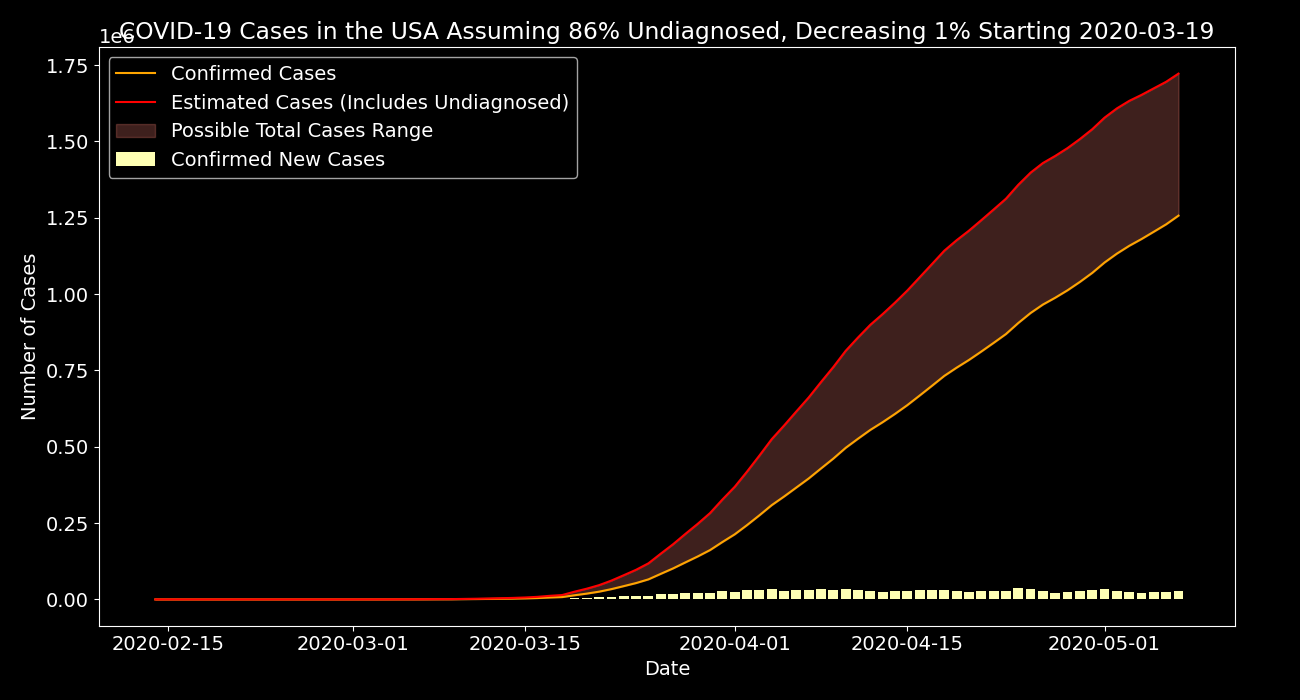 COVID-19 Cases in the USA Assuming 86% Undiagnosed, Decreasing 1% Starting 2020-03-19
1e6
Confirmed Cases
Estimated Cases (Includes Undiagnosed)
Possible Total Cases Range
Confirmed New Cases
1.75
1.50
1.25
1.00
0.75
0.50
0.25
0.00
Number of Cases
2020-02-15 2020-03-01 2020-03-15 2020-04-01 2020-04-15 2020-05-01
Date